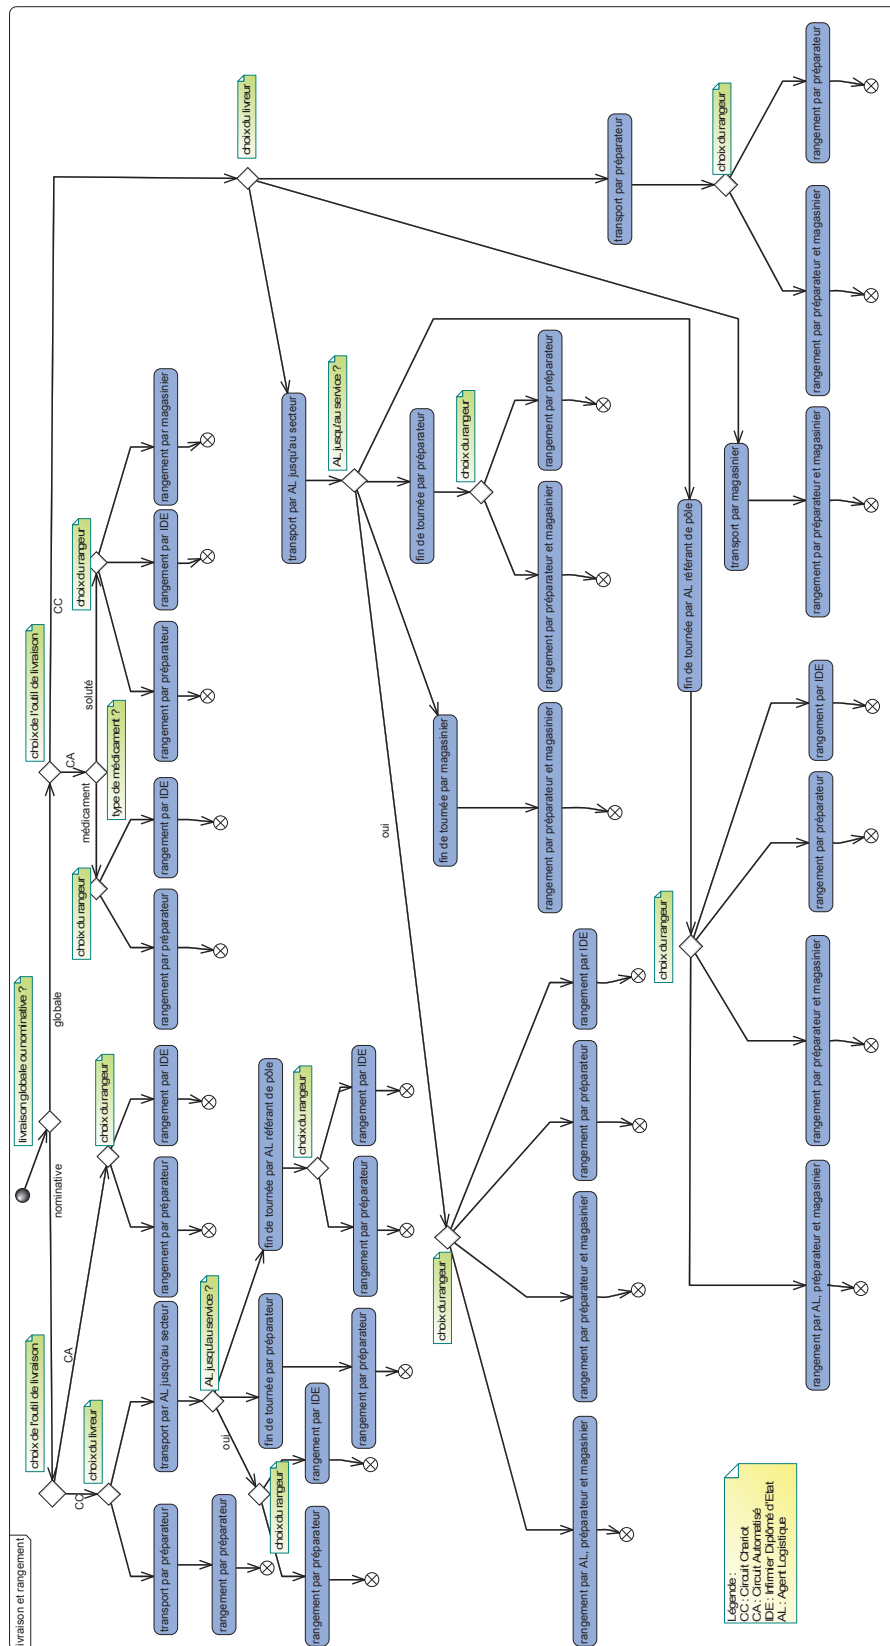 ivraison et rangement
livraison globale ou nominative ?
choix de l'outil de livraison
choix de l'outil de livraison
nominative
globale
CC
CA
CA
CC
choix du livreur
choix du rangeur
médicament
soluté
choix du rangeur
choix du rangeur
type de médicament ?
transport par préparateur
transport par AL jusqu'au secteur
rangement par préparateur
rangement par IDE
rangement par préparateur
rangement par IDE
rangement par préparateur
rangement par IDE
rangement par magasinier
AL jusqu'au service ?
rangement par préparateur
oui
choix du livreur
fin de tournée par préparateur
fin de tournée par AL référant de pôle
choix du rangeur
transport par AL jusqu'au secteur
choix du rangeur
rangement par préparateur
rangement par IDE
AL jusqu'au service ?
rangement par préparateur
rangement par préparateur
rangement par IDE
oui
fin de tournée par préparateur
choix du rangeur
fin de tournée par magasinier
choix du rangeur
rangement par préparateur et magasinier
rangement par préparateur et magasinier
rangement par préparateur
rangement par AL, préparateur et magasinier
rangement par préparateur et magasinier
rangement par préparateur
rangement par IDE
transport par préparateur
choix du rangeur
fin de tournée par AL référant de pôle
choix du rangeur
transport par magasinier
Légende :
CC : Circuit Chariot
CA : Circuit Automatisé
IDE : Infirmier Diplômé d'Etat
AL : Agent Logistique
rangement par AL, préparateur et magasinier
rangement par préparateur et magasinier
rangement par préparateur
rangement par IDE
rangement par préparateur et magasinier
rangement par préparateur et magasinier
rangement par préparateur